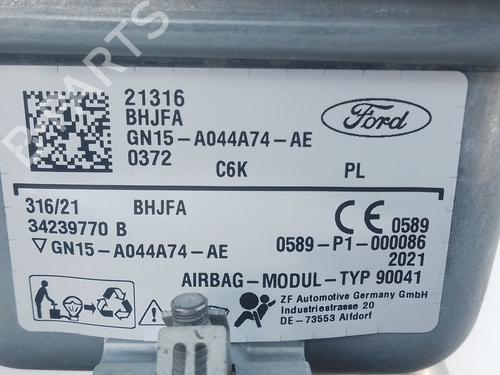 PARTS
21316
BHJFA
GN15-A044A74-AE
0372 C6K PL
Ford
316/21 BHJFA
34239770 B
▽GN15-A044A74-AE
CE 0589
0589-P1-000086
2021
AIRBAG-MODUL-TYP 90041
ZF Automotive Germany GmbH
Industriestrasse 20
DE-73553 Alfdorf